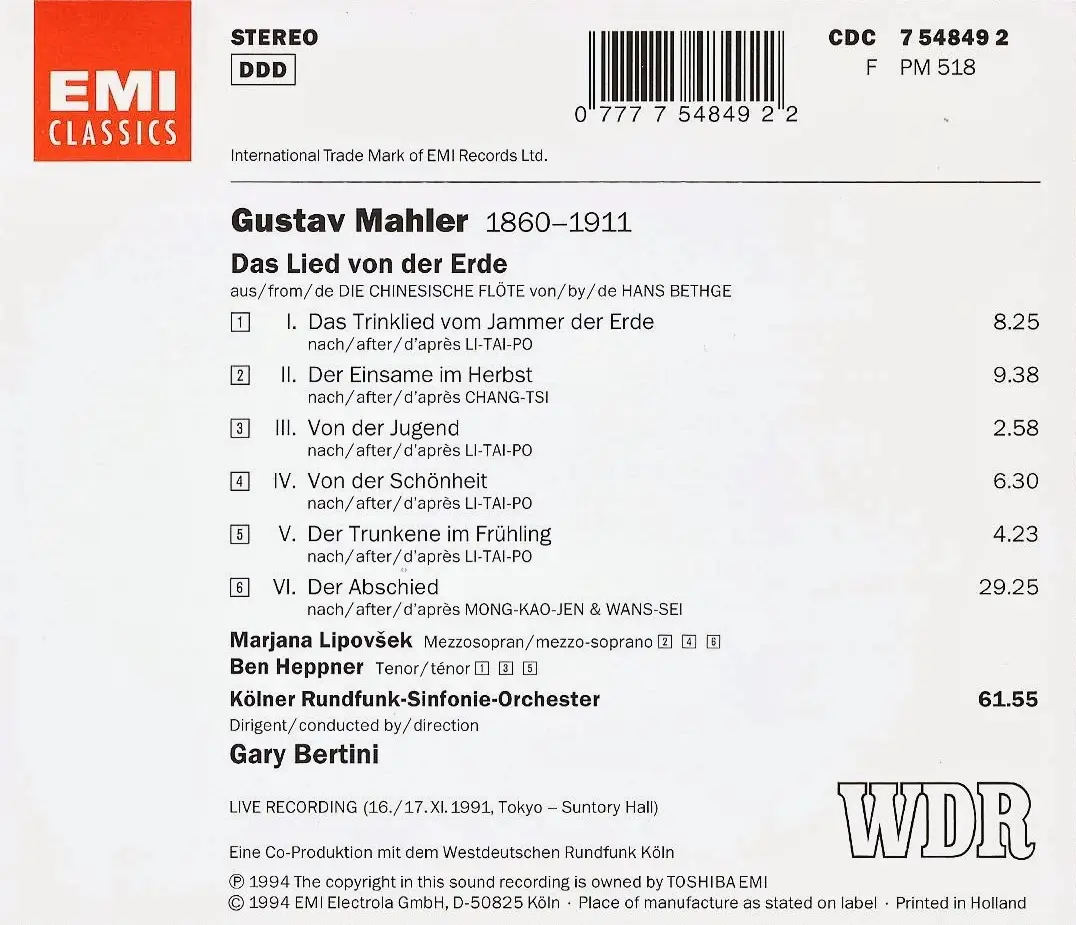 EMI
CLASSICS
STEREO
DDD
CDC 7 54849 2
F PM 518
0 777 7 54849 2 2
International Trade Mark of EMI Records Ltd.
Gustav Mahler 1860–1911
Das Lied von der Erde
aus/from/de DIE CHINESISCHE FLÖTE von/by/de HANS BETHGE
1 I. Das Trinklied vom Jammer der Erde 8.25
nach/after/d'après LI-TAI-PO
2 II. Der Einsame im Herbst 9.38
nach/after/d'après CHANG-TSI
3 III. Von der Jugend 2.58
nach/after/d'après LI-TAI-PO
4 IV. Von der Schönheit 6.30
nach/after/d'après LI-TAI-PO
5 V. Der Trunkene im Frühling 4.23
nach/after/d'après LI-TAI-PO
6 VI. Der Abschied 29.25
nach/after/d'après MONG-KAO-JEN & WANS-SEI
Marjana Lipovšek Mezzosopran/mezzo-soprano 2 4 6
Ben Heppner Tenor/ténor 1 3 5
Kölner Rundfunk-Sinfonie-Orchester 61.55
Dirigent/conducted by/direction
Gary Bertini
LIVE RECORDING (16./17.XI.1991, Tokyo – Suntory Hall)
WDR
Eine Co-Produktion mit dem Westdeutschen Rundfunk Köln
℗ 1994 The copyright in this sound recording is owned by TOSHIBA EMI
© 1994 EMI Electrola GmbH, D-50825 Köln · Place of manufacture as stated on label · Printed in Holland